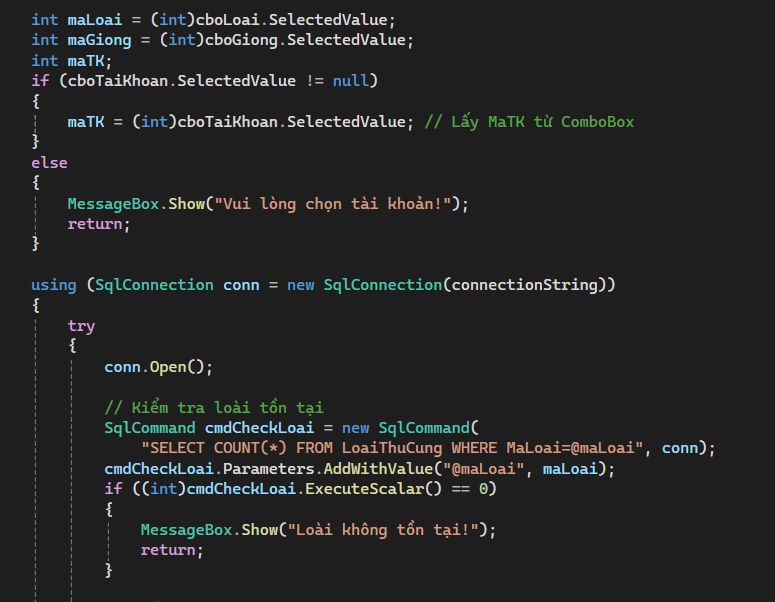 int maLoai = (int)cboLoai.SelectedValue;
int maGiong = (int)cboGiong.SelectedValue;
int maTK;
if (cboTaiKhoan.SelectedValue != null)
{
    maTK = (int)cboTaiKhoan.SelectedValue; // Lấy MaTK từ ComboBox
}
else
{
    MessageBox.Show("Vui lòng chọn tài khoản!");
    return;
}

using (SqlConnection conn = new SqlConnection(connectionString))
{
    try
    {
        conn.Open();

        // Kiểm tra loài tồn tại
        SqlCommand cmdCheckLoai = new SqlCommand(
            "SELECT COUNT(*) FROM LoaiThuCung WHERE MaLoai=@maLoai", conn);
        cmdCheckLoai.Parameters.AddWithValue("@maLoai", maLoai);
        if ((int)cmdCheckLoai.ExecuteScalar() == 0)
        {
            MessageBox.Show("Loài không tồn tại!");
            return;
        }